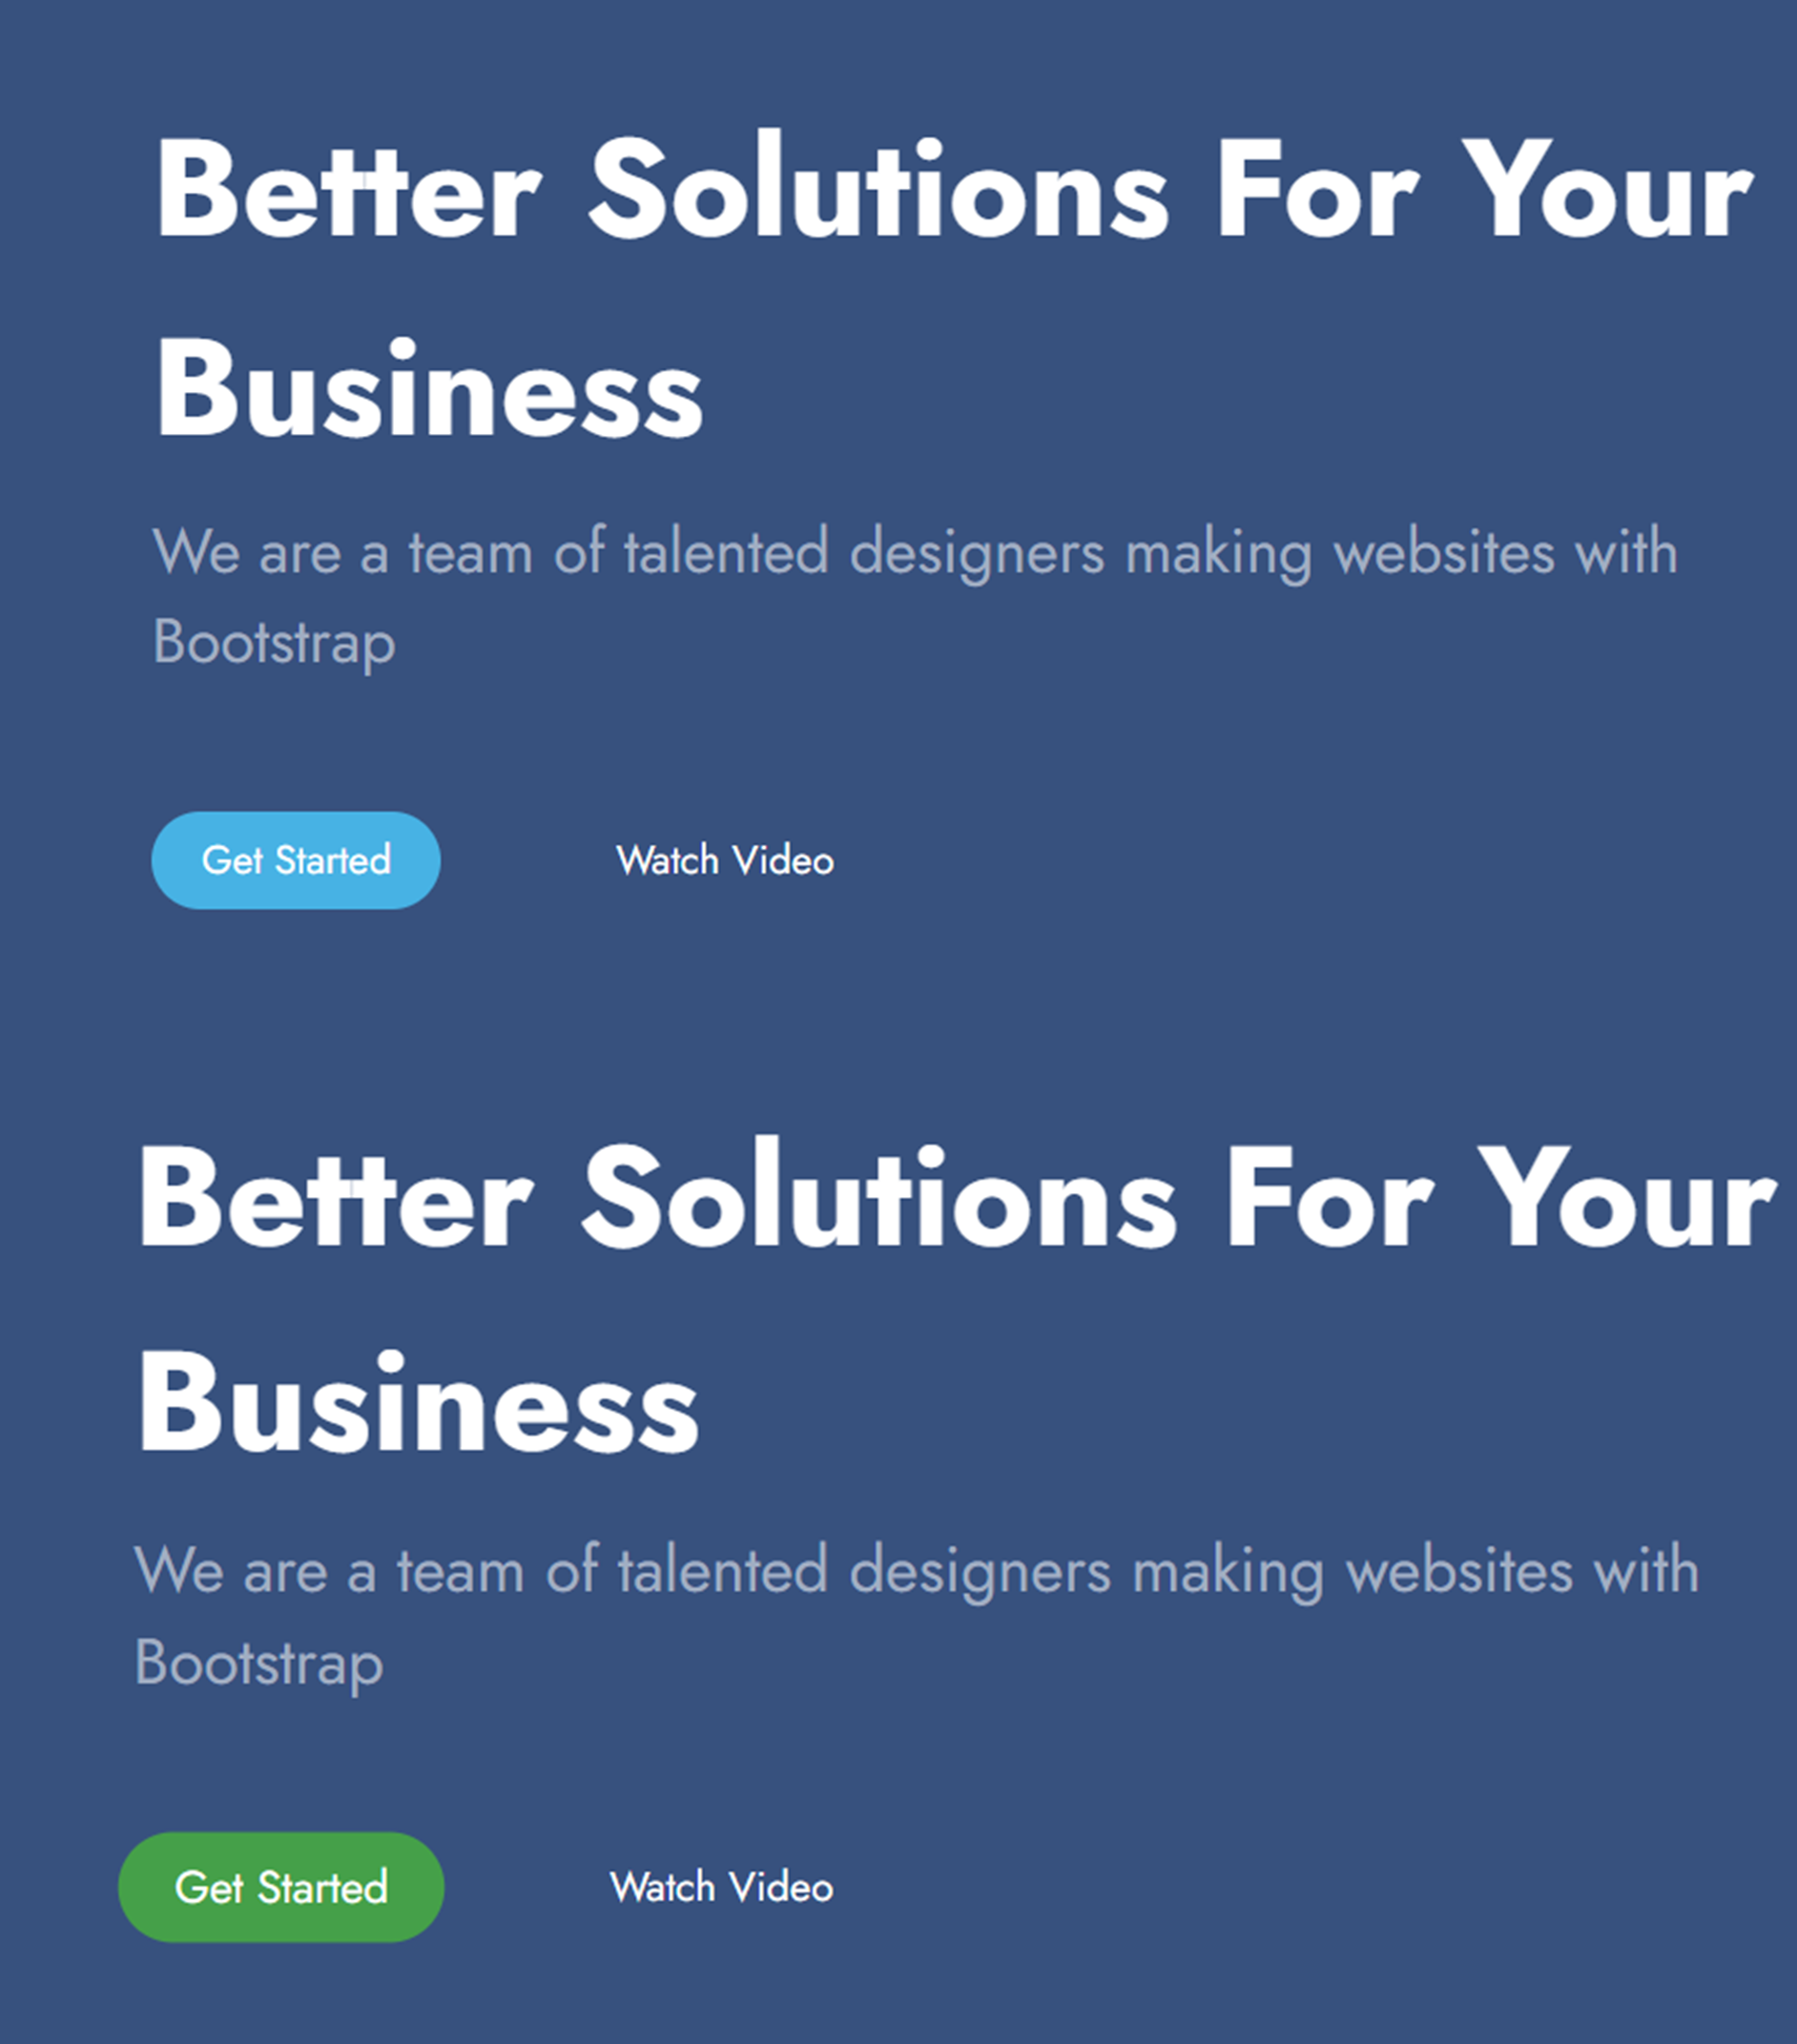 Better Solutions For Your
Business
We are a team of talented designers making websites with
Bootstrap
Get Started
Watch Video
Better Solutions For Your
Business
We are a team of talented designers making websites with
Bootstrap
Get Started
Watch Video